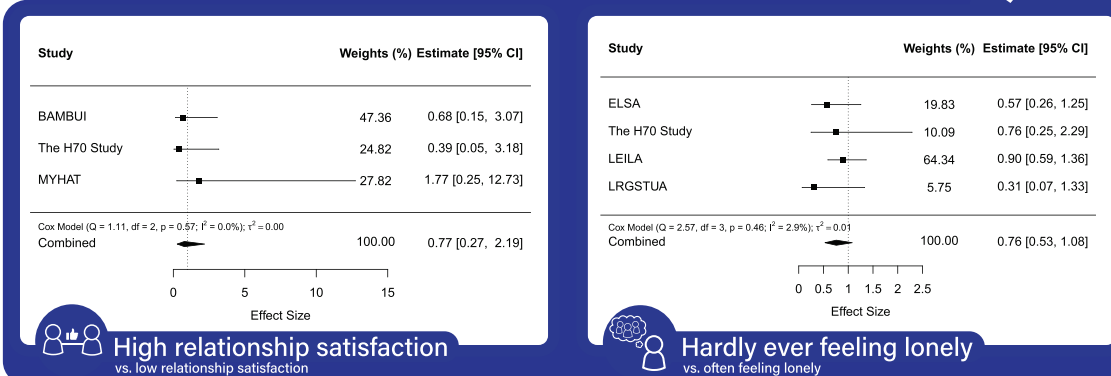 Study Weights (%) Estimate [95% CI]
BAMBUI 47.36 0.68 [0.15, 3.07]
The H70 Study 24.82 0.39 [0.05, 3.18]
MYHAT 27.82 1.77 [0.25, 12.73]
Cox Model (Q = 1.11, df = 2, p = 0.57; I² = 0.0%); τ² = 0.00
Combined 100.00 0.77 [0.27, 2.19]
0 5 10 15
Effect Size
High relationship satisfaction
vs. low relationship satisfaction
Study Weights (%) Estimate [95% CI]
ELSA 19.83 0.57 [0.26, 1.25]
The H70 Study 10.09 0.76 [0.25, 2.29]
LEILA 64.34 0.90 [0.59, 1.36]
LRGSTUA 5.75 0.31 [0.07, 1.33]
Cox Model (Q = 2.57, df = 3, p = 0.46; I² = 2.9%); τ² = 0.01
Combined 100.00 0.76 [0.53, 1.08]
0 0.5 1 1.5 2 2.5
Effect Size
Hardly ever feeling lonely
vs. often feeling lonely